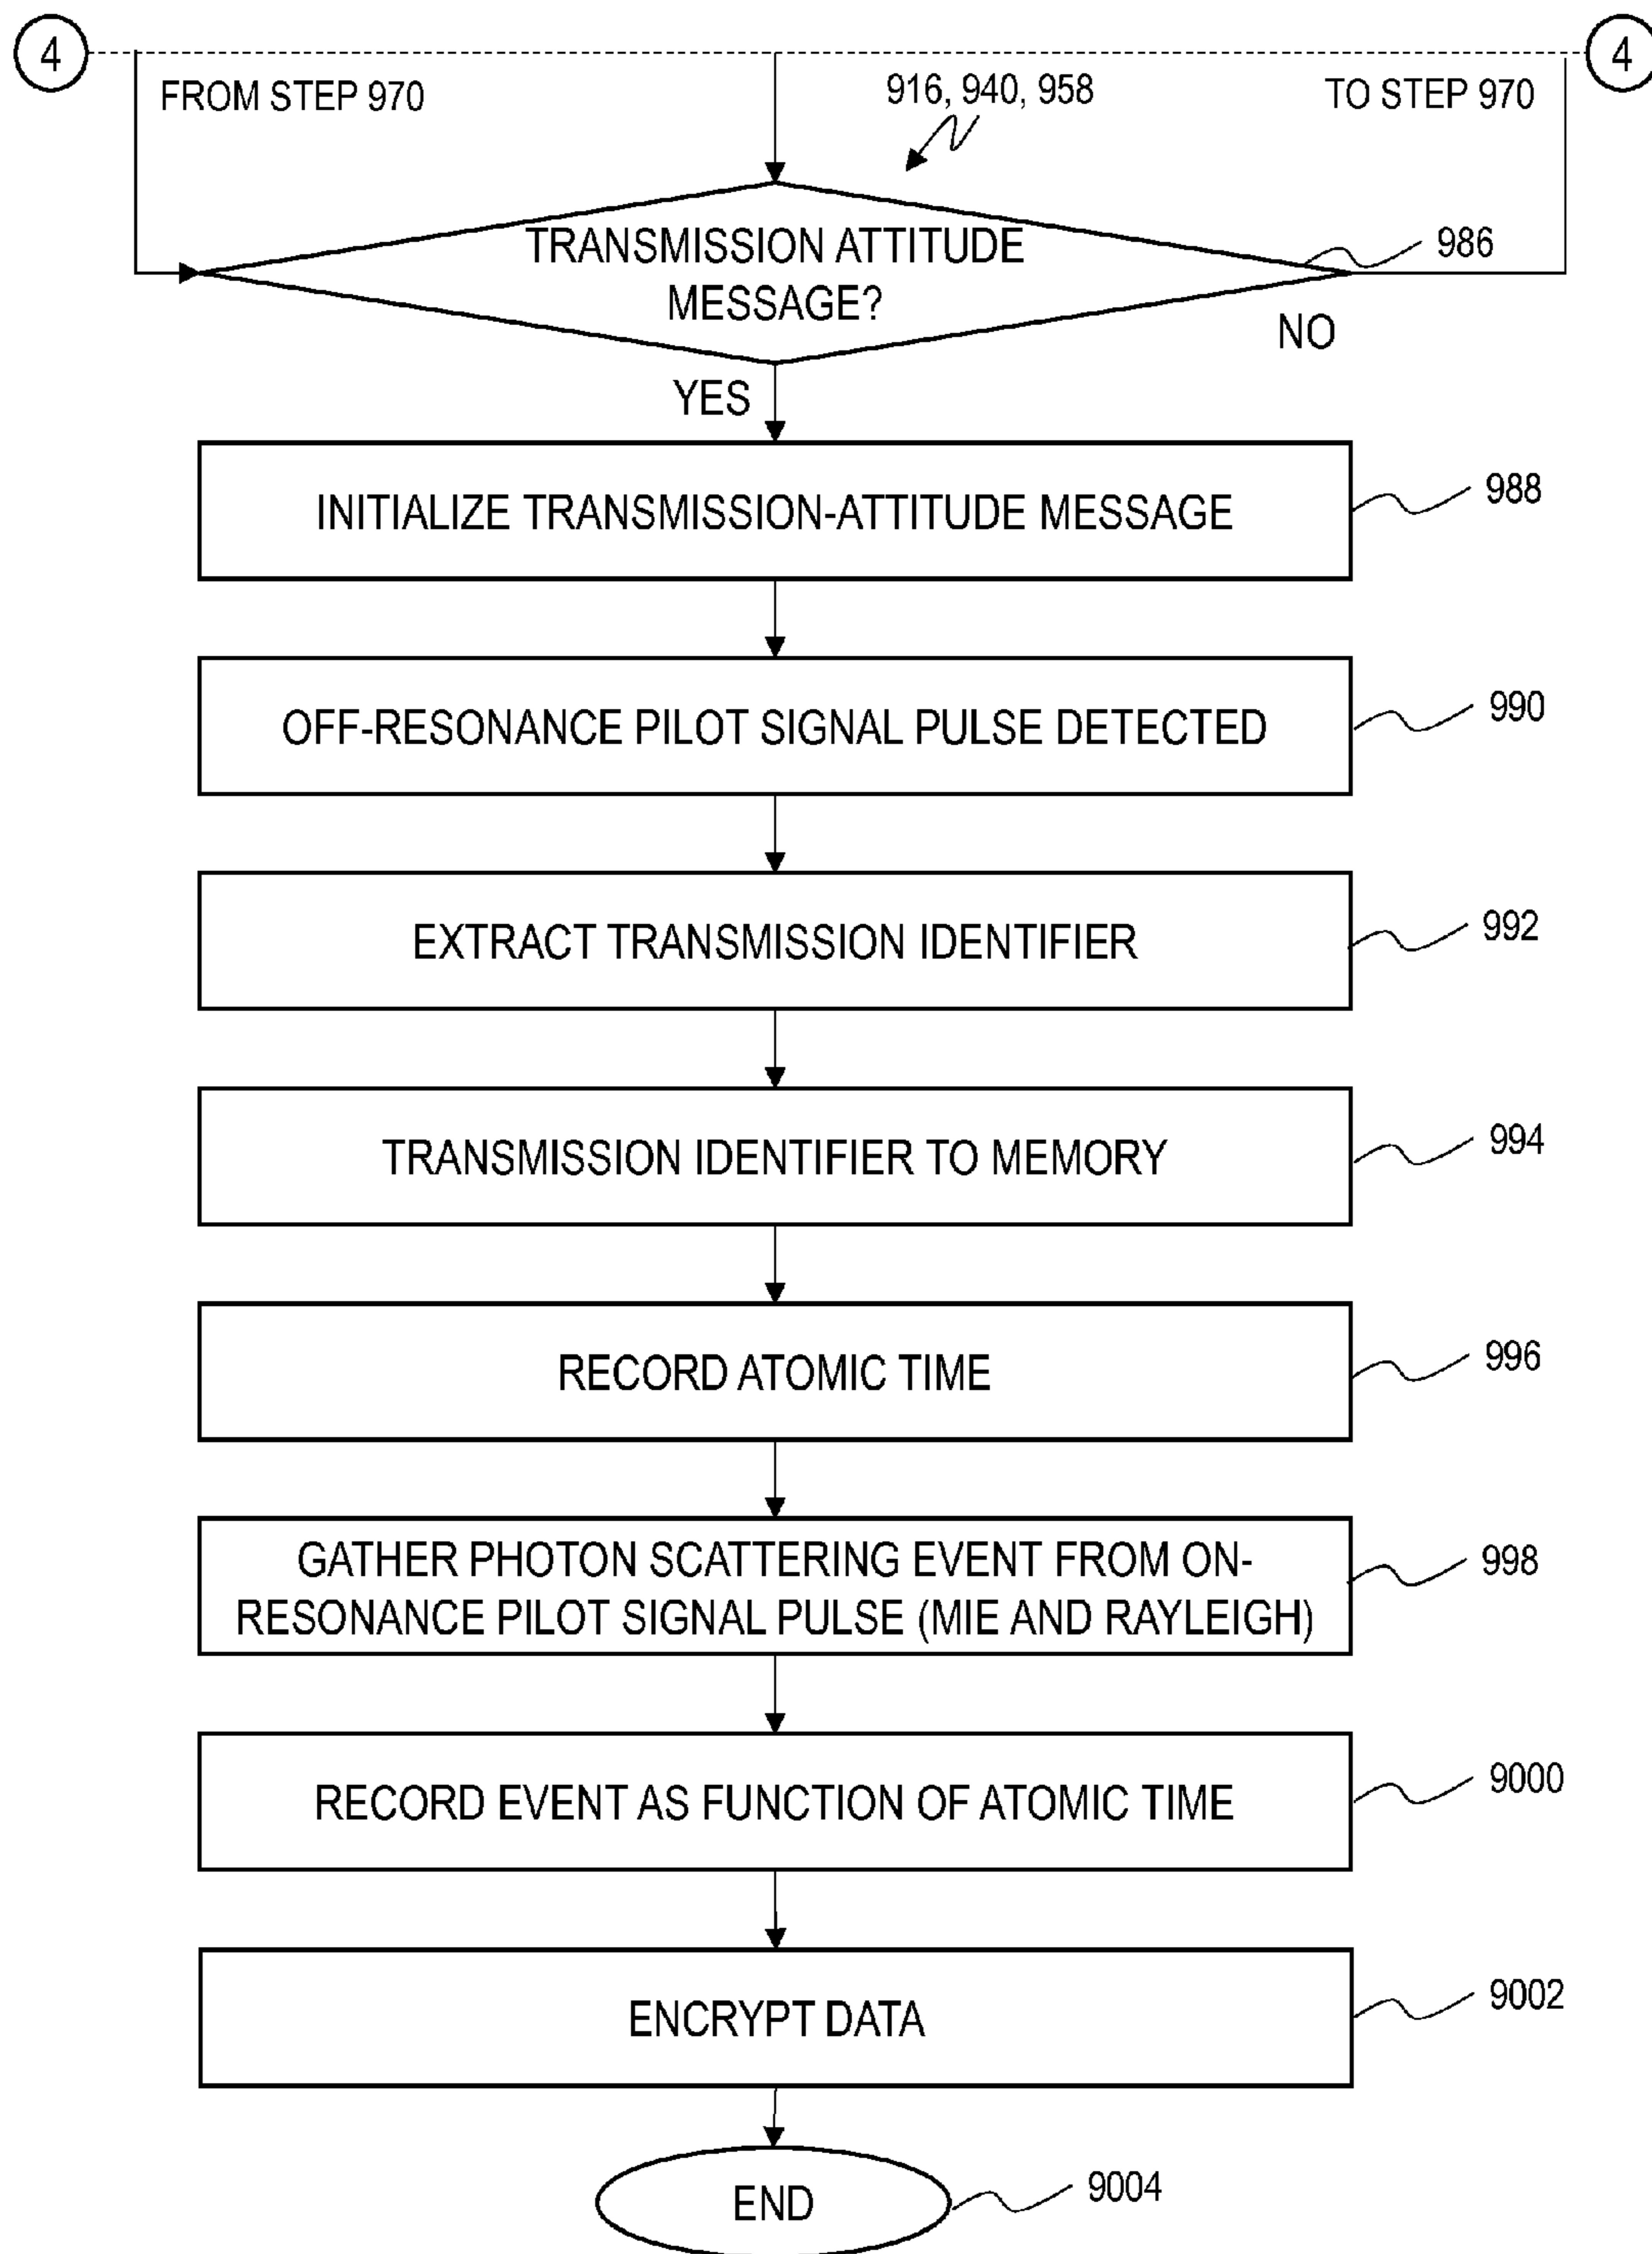 4
4
FROM STEP 970
916, 940, 958
TO STEP 970
TRANSMISSION ATTITUDE
MESSAGE?
986
NO
YES
INITIALIZE TRANSMISSION-ATTITUDE MESSAGE
988
OFF-RESONANCE PILOT SIGNAL PULSE DETECTED
990
EXTRACT TRANSMISSION IDENTIFIER
992
TRANSMISSION IDENTIFIER TO MEMORY
994
RECORD ATOMIC TIME
996
GATHER PHOTON SCATTERING EVENT FROM ON-
RESONANCE PILOT SIGNAL PULSE (MIE AND RAYLEIGH)
998
RECORD EVENT AS FUNCTION OF ATOMIC TIME
9000
ENCRYPT DATA
9002
END
9004